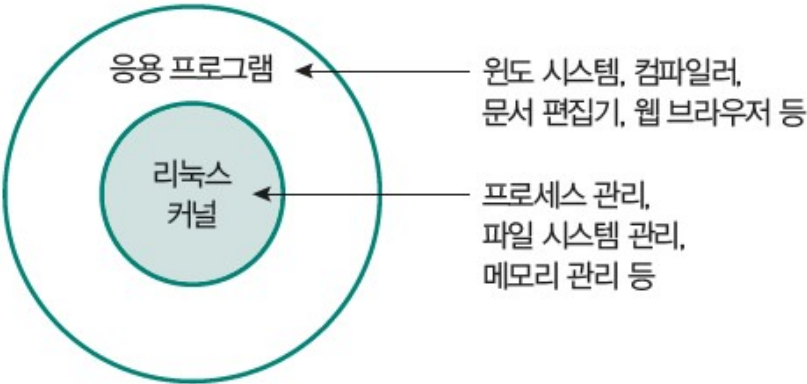 응용 프로그램
윈도 시스템, 컴파일러,
문서 편집기, 웹 브라우저 등
리눅스
커널
프로세스 관리,
파일 시스템 관리,
메모리 관리 등